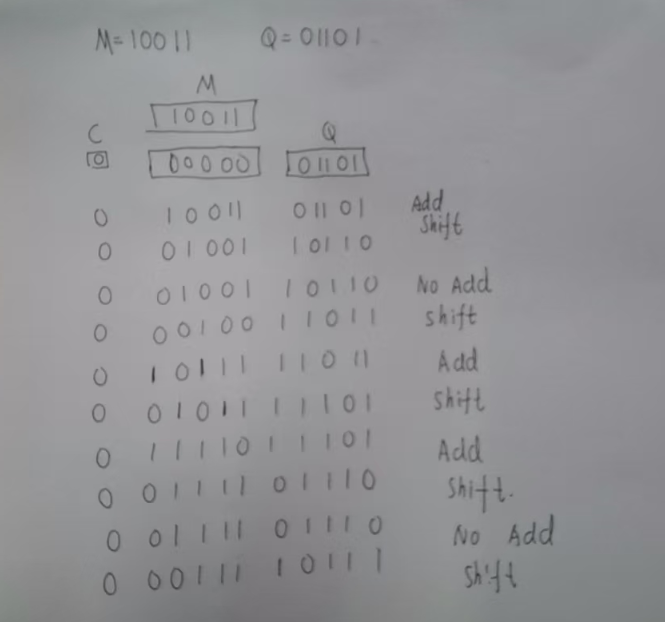 M=10011 Q=01101
M
10011
C Q
0 00000 01101
0 10011 01101 Add
Shift
0 01001 10110
0 01001 10110 No Add
0 00100 11011 shift
0 10111 11011 Add
0 01011 11101 Shift
0 11110 11101 Add
0 01111 01110 Shift.
0 01111 01110 No Add
0 00111 10111 Shift